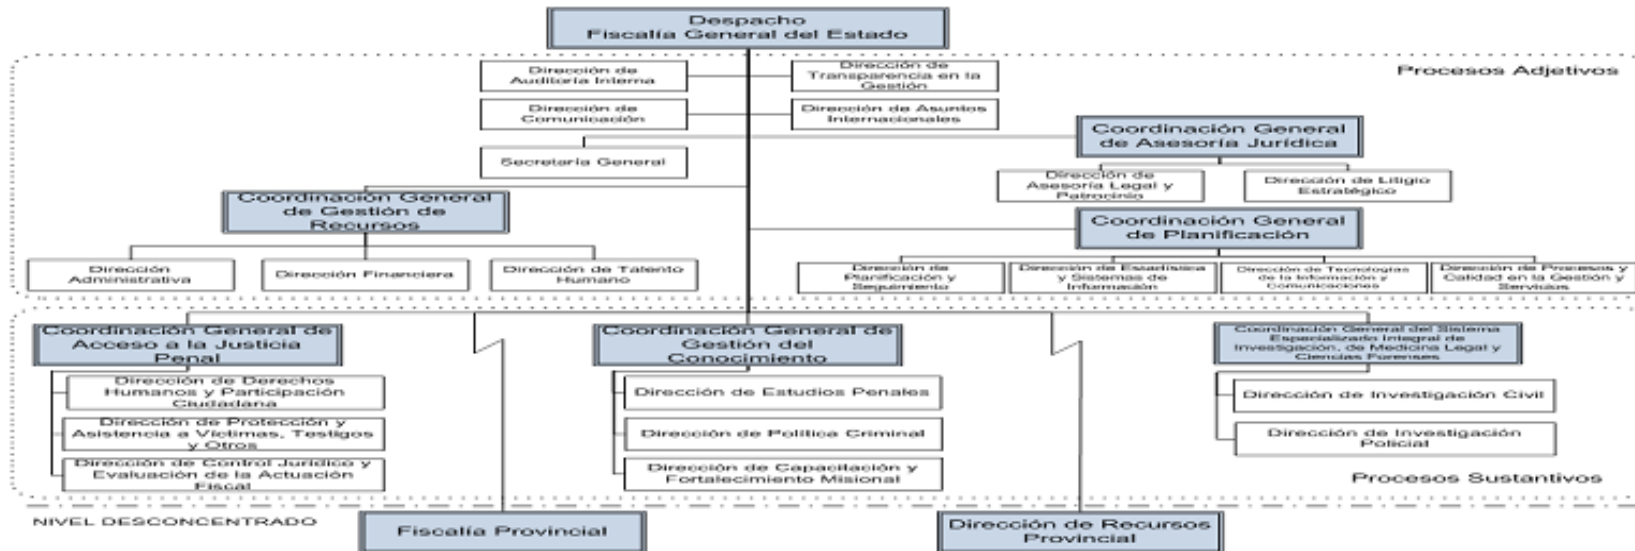 Despacho
Fiscalía General del Estado
Procesos Adjetivos
Dirección de
Auditoría Interna
Dirección de
Transparencia en la
Gestión
Dirección de
Comunicación
Dirección de Asuntos
Internacionales
Secretaría General
Coordinación General
de Asesoría Jurídica
Dirección de
Asesoría Legal y
Patrocinio
Dirección de Litigio
Estratégico
Coordinación General
de Gestión de
Recursos
Coordinación General
de Planificación
Dirección
Administrativa
Dirección Financiera
Dirección de Talento
Humano
Dirección de
Planificación y
Seguimiento
Dirección de Estadística
y Sistemas de
Información
Dirección de Tecnologías
de la Información y
Comunicaciones
Dirección de Procesos y
Calidad en la Gestión y
Servicios
Coordinación General de
Acceso a la Justicia
Penal
Dirección de Derechos
Humanos y Participación
Ciudadana
Dirección de Protección y
Asistencia a Víctimas, Testigos
y Otros
Dirección de Control Jurídico y
Evaluación de la Actuación
Fiscal
Coordinación General de
Gestión del
Conocimiento
Dirección de Estudios Penales
Dirección de Política Criminal
Dirección de Capacitación y
Fortalecimiento Misional
Coordinación General del Sistema
Especializado Integral de
Investigación, de Medicina Legal y
Ciencias Forenses
Dirección de Investigación Civil
Dirección de Investigación
Policial
Procesos Sustantivos
NIVEL DESCONCENTRADO
Fiscalía Provincial
Dirección de Recursos
Provincial